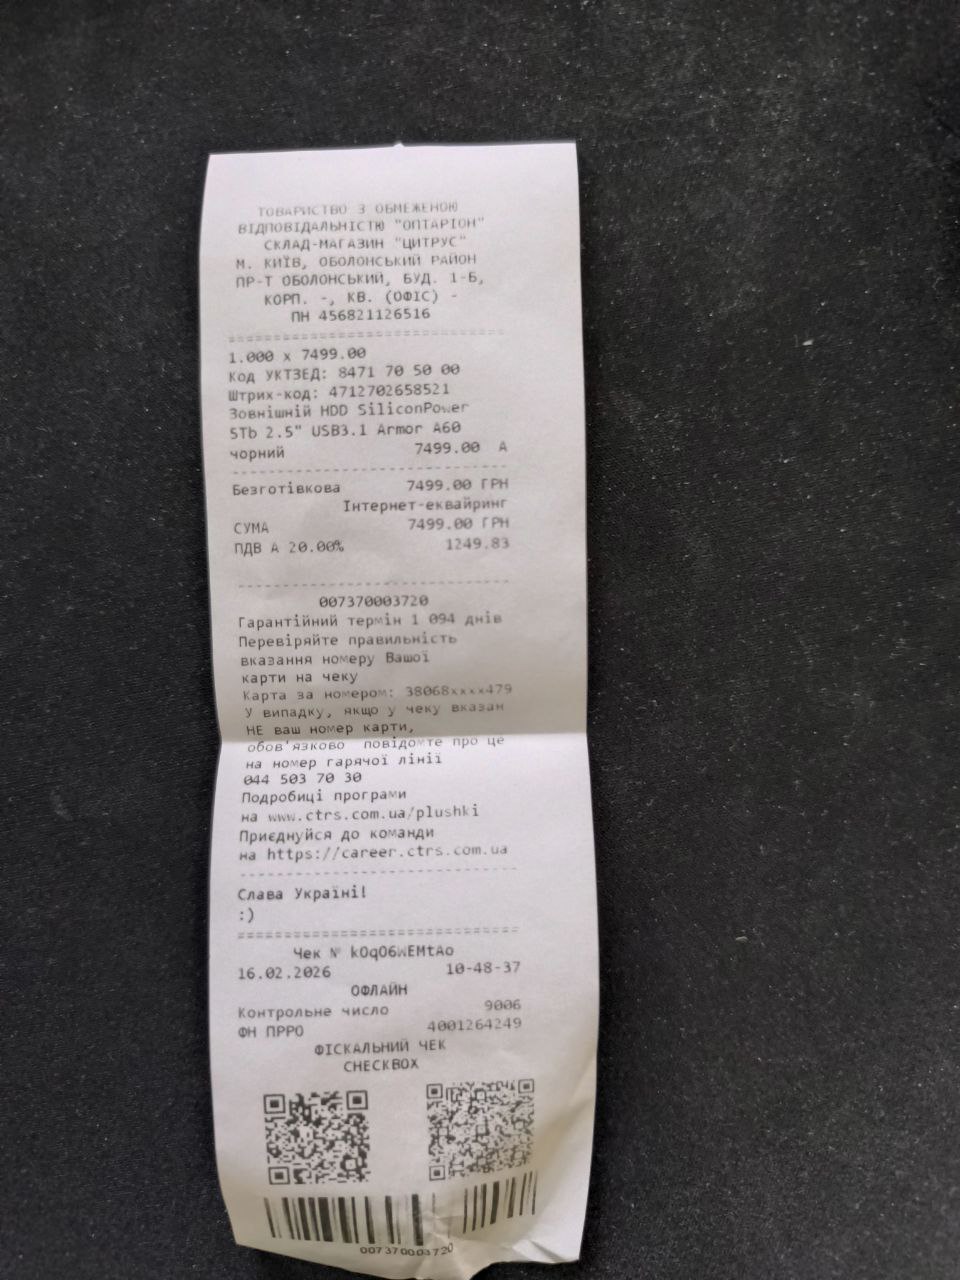 ТОВАРИСТВО З ОБМЕЖЕНОЮ
ВІДПОВІДАЛЬНІСТЮ "ОПТАРІОН"
СКЛАД-МАГАЗИН "ЦИТРУС"
М. КИЇВ, ОБОЛОНСЬКИЙ РАЙОН
ПР-Т ОБОЛОНСЬКИЙ, БУД. 1-Б,
КОРП. -, КВ. (ОФІС) -
ПН 456821126516
1.000 x 7499.00
Код УКТЗЕД: 8471 70 50 00
Штрих-код: 4712702658521
Зовнішній HDD SiliconPower
5Tb 2.5" USB3.1 Armor A60
чорний 7499.00 А
Безготівкова 7499.00 ГРН
Інтернет-еквайринг
СУМА 7499.00 ГРН
ПДВ А 20.00% 1249.83
007370003720
Гарантійний термін 1 094 днів
Перевіряйте правильність
вказання номеру Вашої
карти на чеку
Карта за номером: 38068xxxx479
У випадку, якщо у чеку вказан
НЕ ваш номер карти,
обов'язково повідомте про це
на номер гарячої лінії
044 503 70 30
Подробиці програми
на www.ctrs.com.ua/plushki
Приєднуйся до команди
на https://career.ctrs.com.ua
Слава Україні!
:)
Чек № kOqO6wEMtAo
16.02.2026 10-48-37
ОФЛАЙН
Контрольне число 9006
ФН ПРРО 4001264249
ФІСКАЛЬНИЙ ЧЕК
CHECKBOX
007370003720